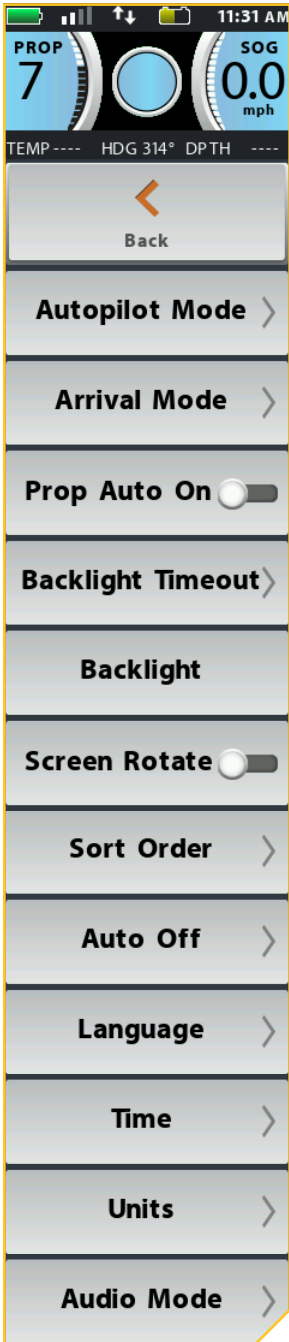 11:31 AM
PROP
7
SOG
0.0
mph
TEMP ---- HDG 314° DPTH ----
Back
Autopilot Mode
Arrival Mode
Prop Auto On
Backlight Timeout
Backlight
Screen Rotate
Sort Order
Auto Off
Language
Time
Units
Audio Mode